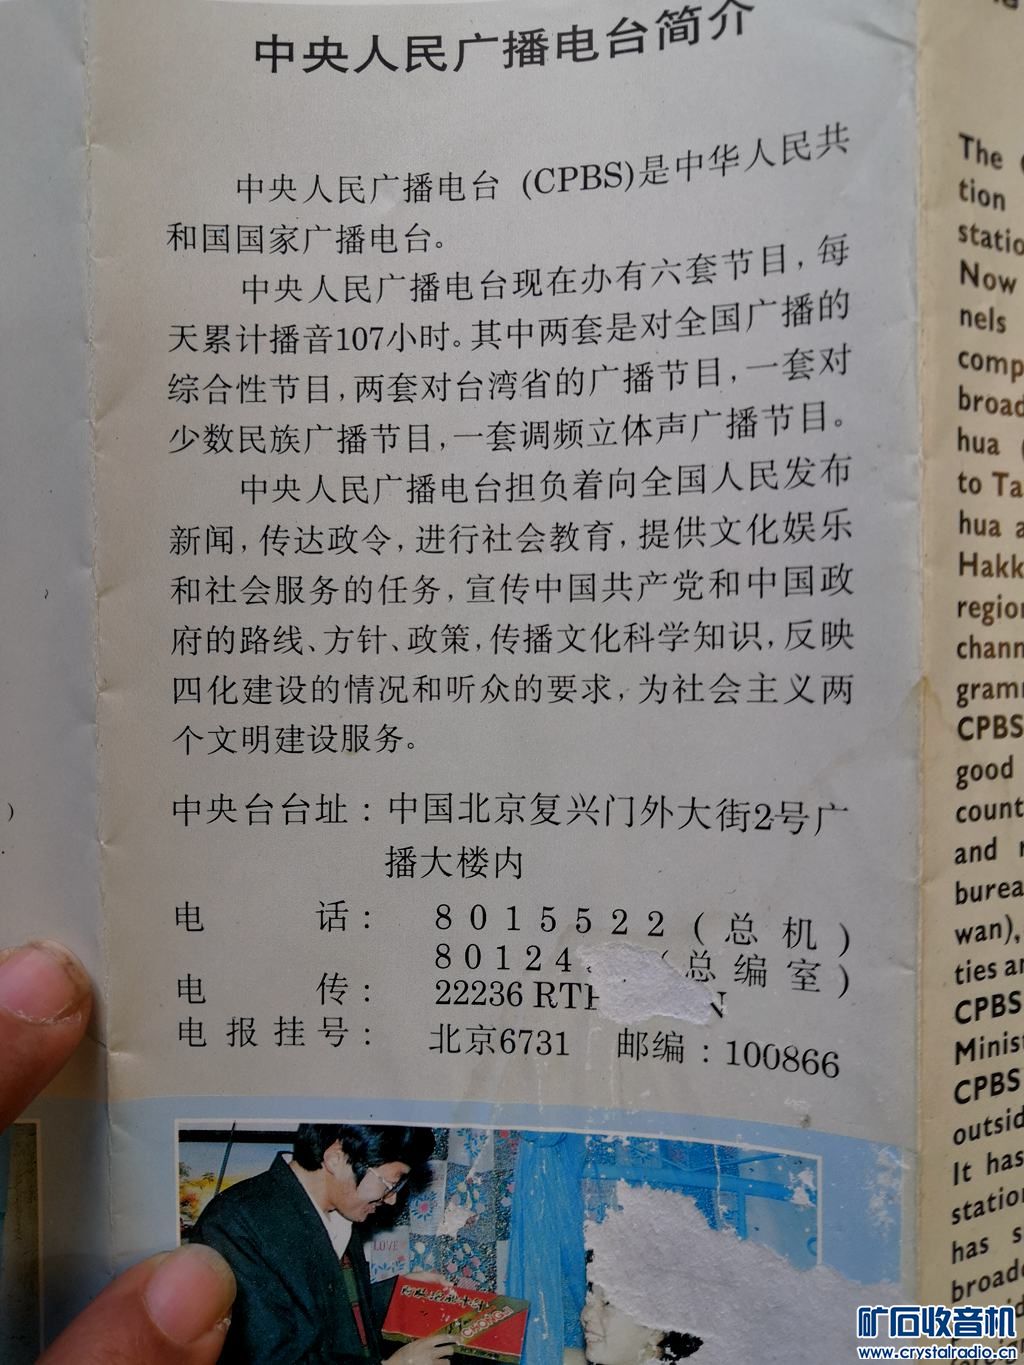 中央人民广播电台简介
中央人民广播电台 (CPBS)是中华人民共
和国国家广播电台。
中央人民广播电台现在办有六套节目，每
天累计播音107小时。其中两套是对全国广播的
综合性节目，两套对台湾省的广播节目，一套对
少数民族广播节目，一套调频立体声广播节目。
中央人民广播电台担负着向全国人民发布
新闻，传达政令，进行社会教育，提供文化娱乐
和社会服务的任务，宣传中国共产党和中国政
府的路线、方针、政策，传播文化科学知识，反映
四化建设的情况和听众的要求，为社会主义两
个文明建设服务。
中央台台址：中国北京复兴门外大街2号广
播大楼内
电 话： 8015522(总机)
80124 (总编室)
电 传： 22236
电报挂号： 北京6731 邮编：100866
The
tion
statio
Now
nels
comp
broad
hua
to Ta
hua a
Hakk
region
chann
gramm
CPBS
good
count
and
burea
wan),
ties an
CPBS
Minist
CPBS
outsid
It has
station
has s
broadc
LOVE
矿石收音机
www.crystalradio.cn